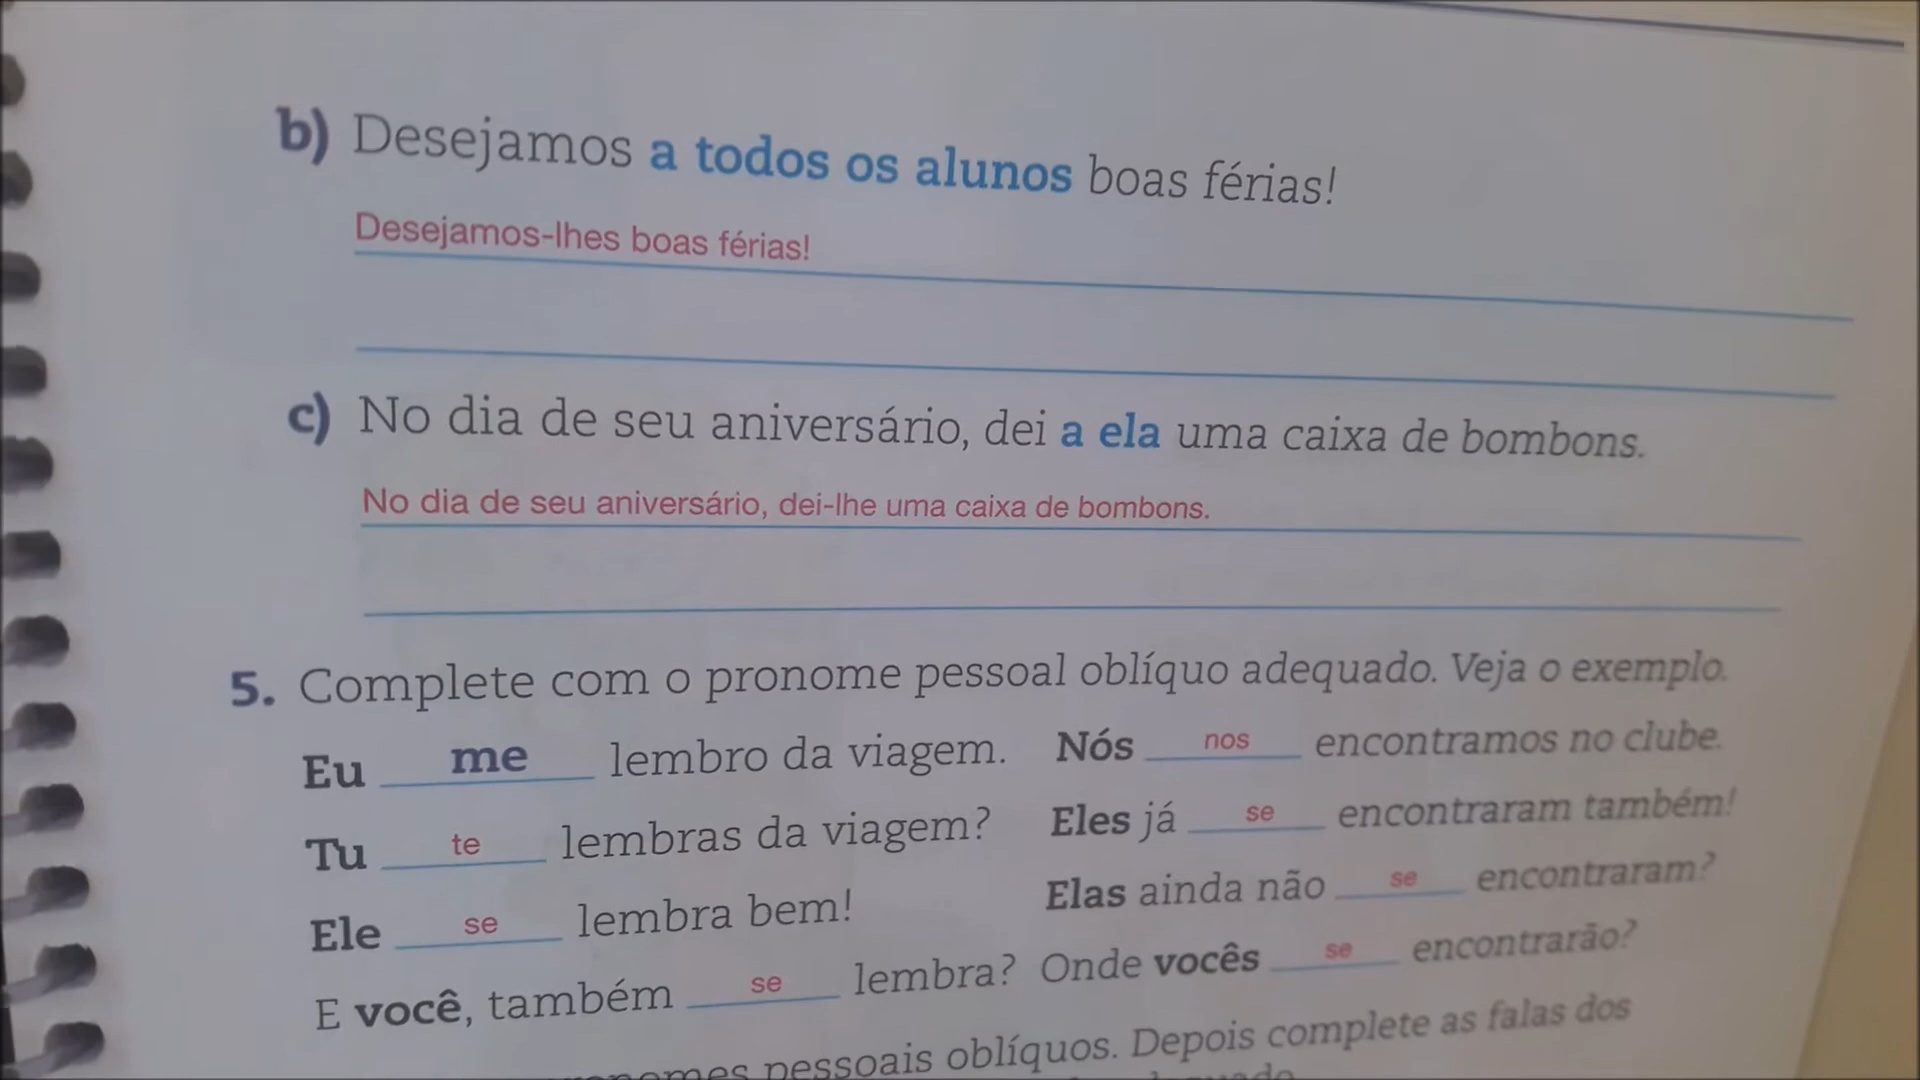 b) Desejamos a todos os alunos boas férias!
Desejamos-lhes boas férias!
c) No dia de seu aniversário, dei a ela uma caixa de bombons.
No dia de seu aniversário, dei-lhe uma caixa de bombons.
5. Complete com o pronome pessoal oblíquo adequado. Veja o exemplo.
Eu me lembro da viagem.
Tu te lembras da viagem?
Ele se lembra bem!
E você, também se lembra?
Nós nos encontramos no clube.
Eles já se encontraram também!
Elas ainda não se encontraram?
Onde vocês se encontrarão?
pessoais oblíquos. Depois complete as falas dos